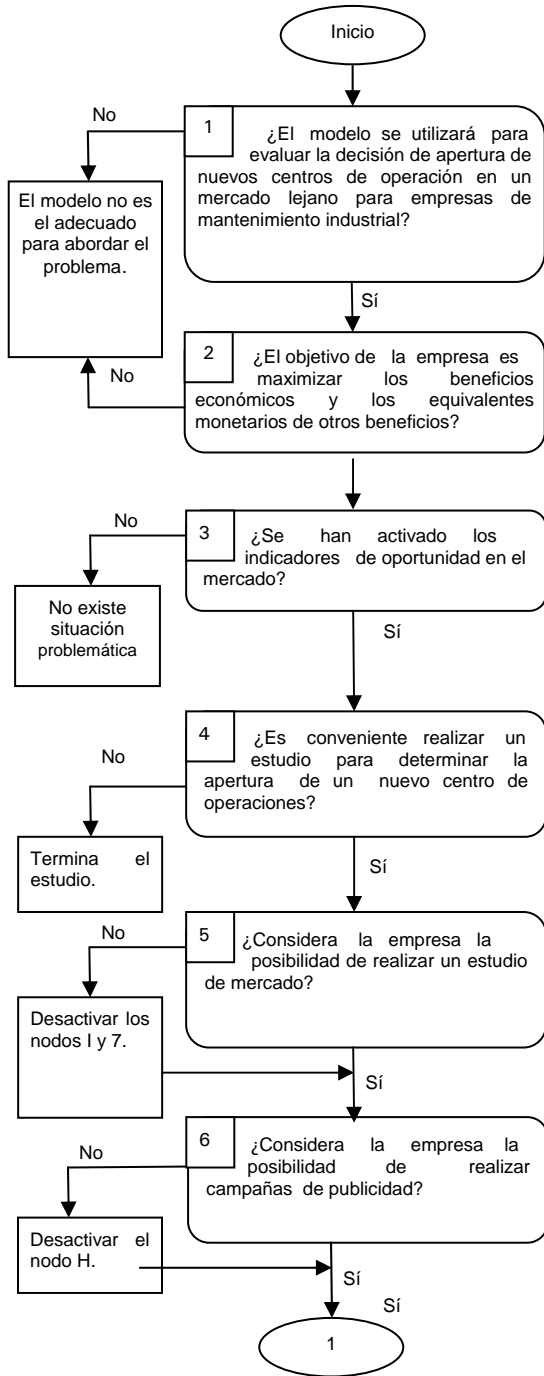 Inicio
No
1
¿El modelo se utilizará para
evaluar la decisión de apertura de
nuevos centros de operación en un
mercado lejano para empresas de
mantenimiento industrial?
El modelo no es
el adecuado
para abordar el
problema.
Sí
No
2
¿El objetivo de la empresa es
maximizar los beneficios
económicos y los equivalentes
monetarios de otros beneficios?
No
3
¿Se han activado los
indicadores de oportunidad en el
mercado?
No existe
situación
problemática
Sí
No
4
¿Es conveniente realizar un
estudio para determinar la
apertura de un nuevo centro de
operaciones?
Termina el
estudio.
Sí
No
5
¿Considera la empresa la
posibilidad de realizar un estudio
de mercado?
Desactivar los
nodos I y 7.
Sí
No
6
¿Considera la empresa la
posibilidad de realizar
campañas de publicidad?
Desactivar el
nodo H.
Sí
Sí
1